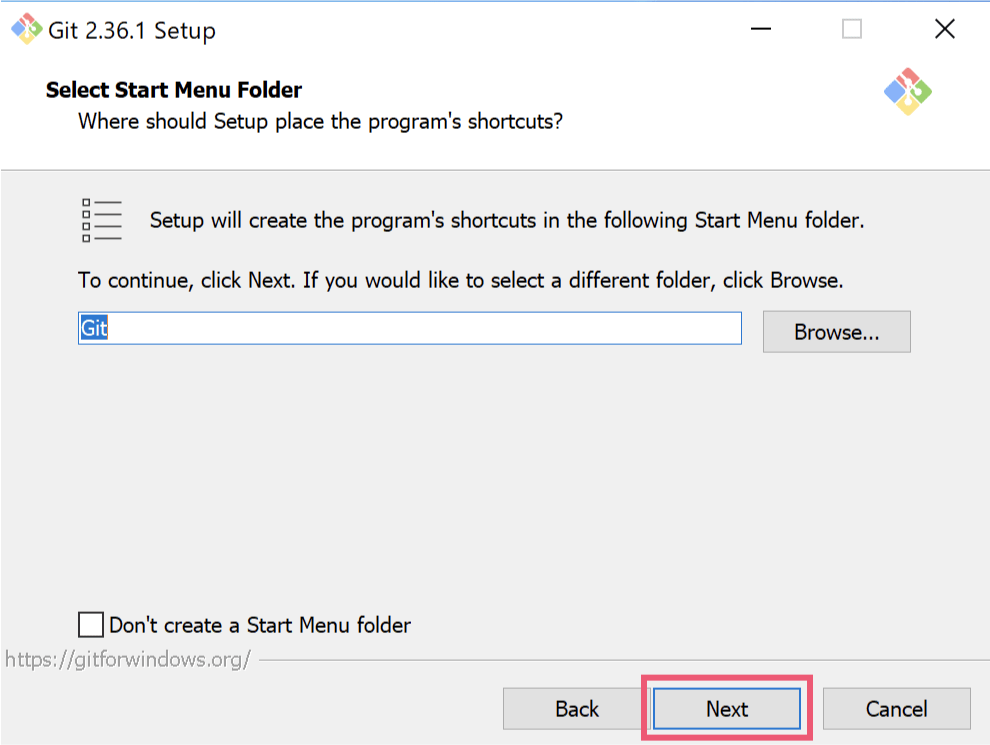 Git 2.36.1 Setup
Select Start Menu Folder
Where should Setup place the program's shortcuts?
Setup will create the program's shortcuts in the following Start Menu folder.
To continue, click Next. If you would like to select a different folder, click Browse.
Git
Browse...
Don't create a Start Menu folder
https://gitforwindows.org/
Back
Next
Cancel